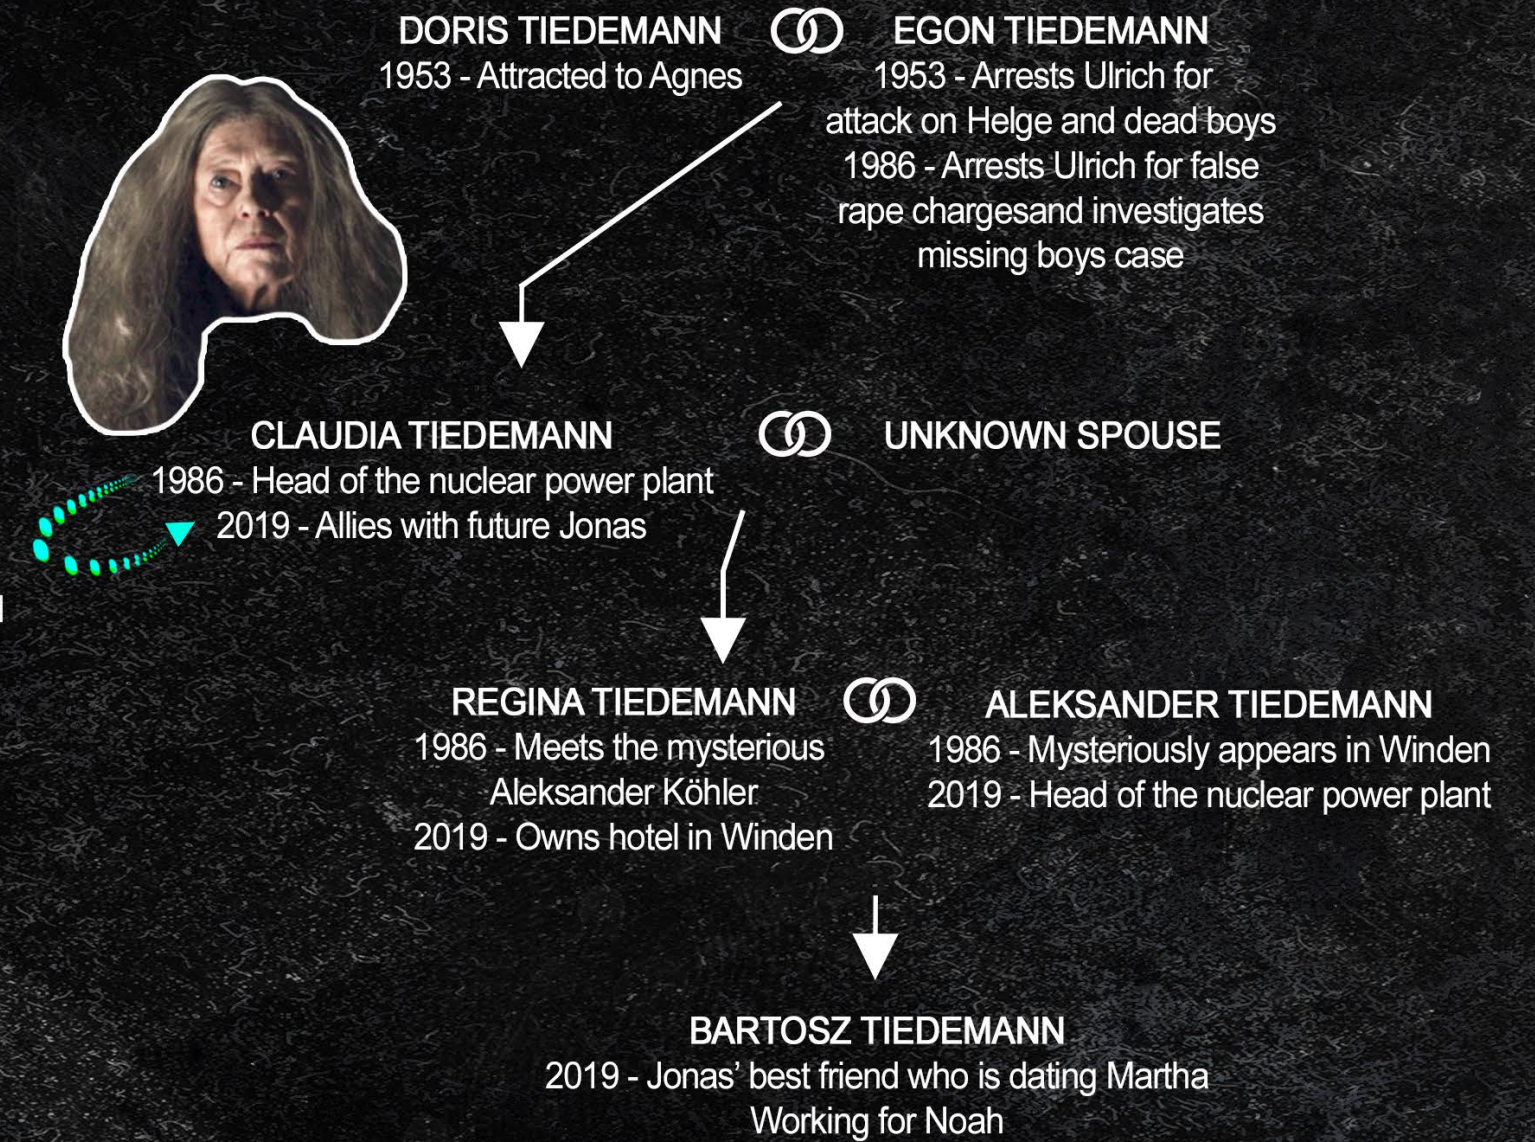 DORIS TIEDEMANN
1953 - Attracted to Agnes
EGON TIEDEMANN
1953 - Arrests Ulrich for
attack on Helge and dead boys
1986 - Arrests Ulrich for false
rape chargesand investigates
missing boys case
CLAUDIA TIEDEMANN
1986 - Head of the nuclear power plant
2019 - Allies with future Jonas
UNKNOWN SPOUSE
REGINA TIEDEMANN
1986 - Meets the mysterious
Aleksander Köhler
2019 - Owns hotel in Winden
ALEKSANDER TIEDEMANN
1986 - Mysteriously appears in Winden
2019 - Head of the nuclear power plant
BARTOSZ TIEDEMANN
2019 - Jonas’ best friend who is dating Martha
Working for Noah